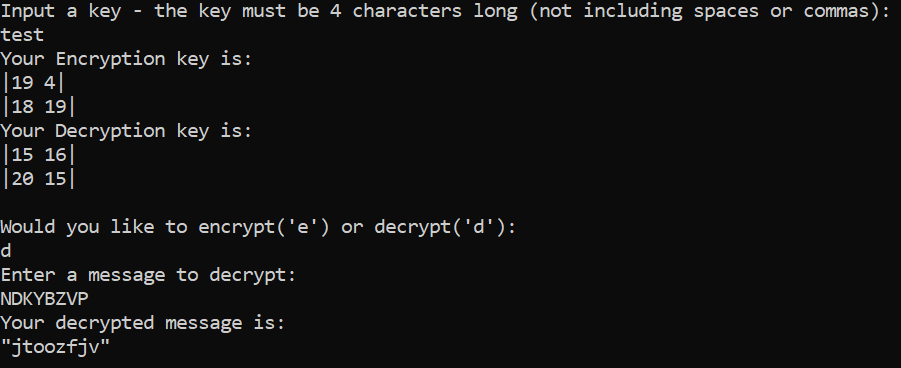 Input a key - the key must be 4 characters long (not including spaces or commas):
test
Your Encryption key is:
|19 4|
|18 19|
Your Decryption key is:
|15 16|
|20 15|
Would you like to encrypt('e') or decrypt('d'):
d
Enter a message to decrypt:
NDKYBZVP
Your decrypted message is:
"jtoozfjv"